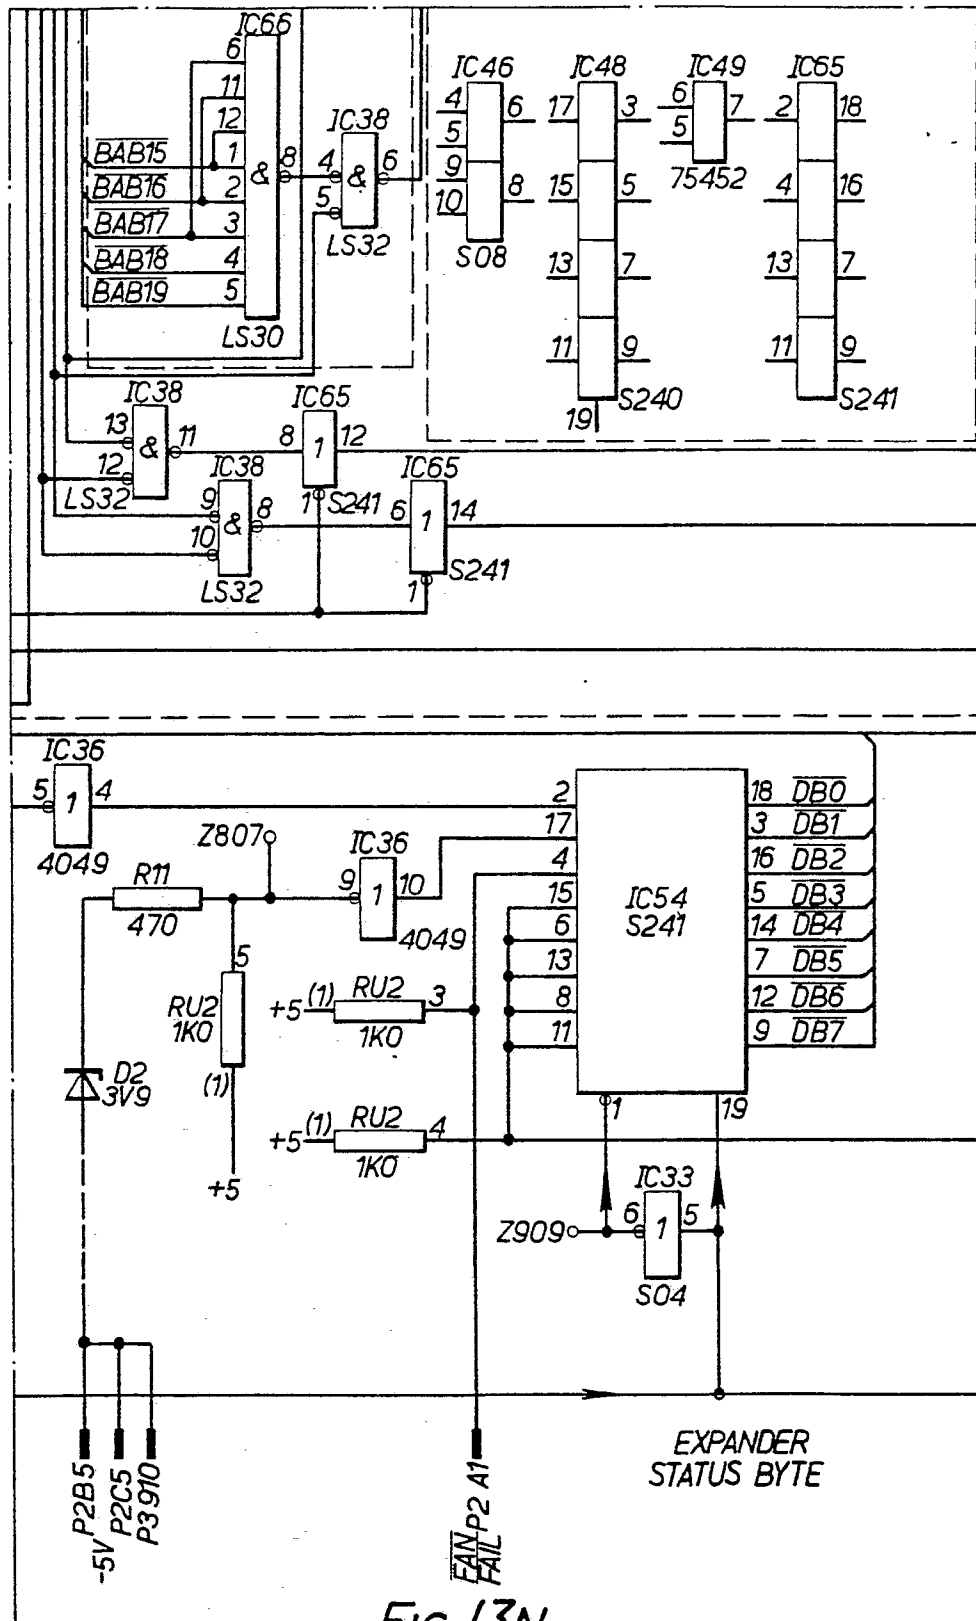 IC66
6
11
12
BAB15 1
BAB16 2
BAB17 3
BAB18 4
BAB19 5
& 8
LS30
IC38
4 & 6
5
LS32
IC46
4 6
5
9
10 8
S08
IC48
17 3
15 5
13 7
11 9
S240
19
IC49
6 7
5
75452
IC65
2 18
4 16
13 7
11 9
S241
IC38
13 & 11
12
LS32
IC65
8 1 12
1 S241
IC38
9 & 8
10
LS32
IC65
6 1 14
S241
1
IC36
5 1 4
4049
Z807
IC36
9 1 10
4049
R11
470
5
RU2
1K0
(1)
+5
D2
3V9
+5 (1) RU2 3
1K0
+5 (1) RU2 4
1K0
IC54
S241
2 18 DB0
17 3 DB1
4 16 DB2
15 5 DB3
6 14 DB4
13 7 DB5
8 12 DB6
11 9 DB7
1 19
IC33
Z909 6 1 5
S04
-5V P2B5
P2C5
P3 910
FAN P2 A1
FAIL
EXPANDER
STATUS BYTE
FIG. 13N